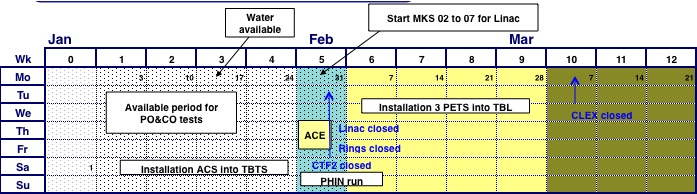 Water
available
Start MKS 02 to 07 for Linac
Jan Feb Mar
Wk 0 1 2 3 4 5 6 7 8 9 10 11 12
Mo 3 10 17 24 31 7 14 21 28 7 14 21
Tu
We
Th
Fr
Sa 1
Su
Available period for
PO&CO tests
Installation 3 PETS into TBL
CLEX closed
ACE
Linac closed
Rings closed
Installation ACS into TBTS
CTF2 closed
PHIN run